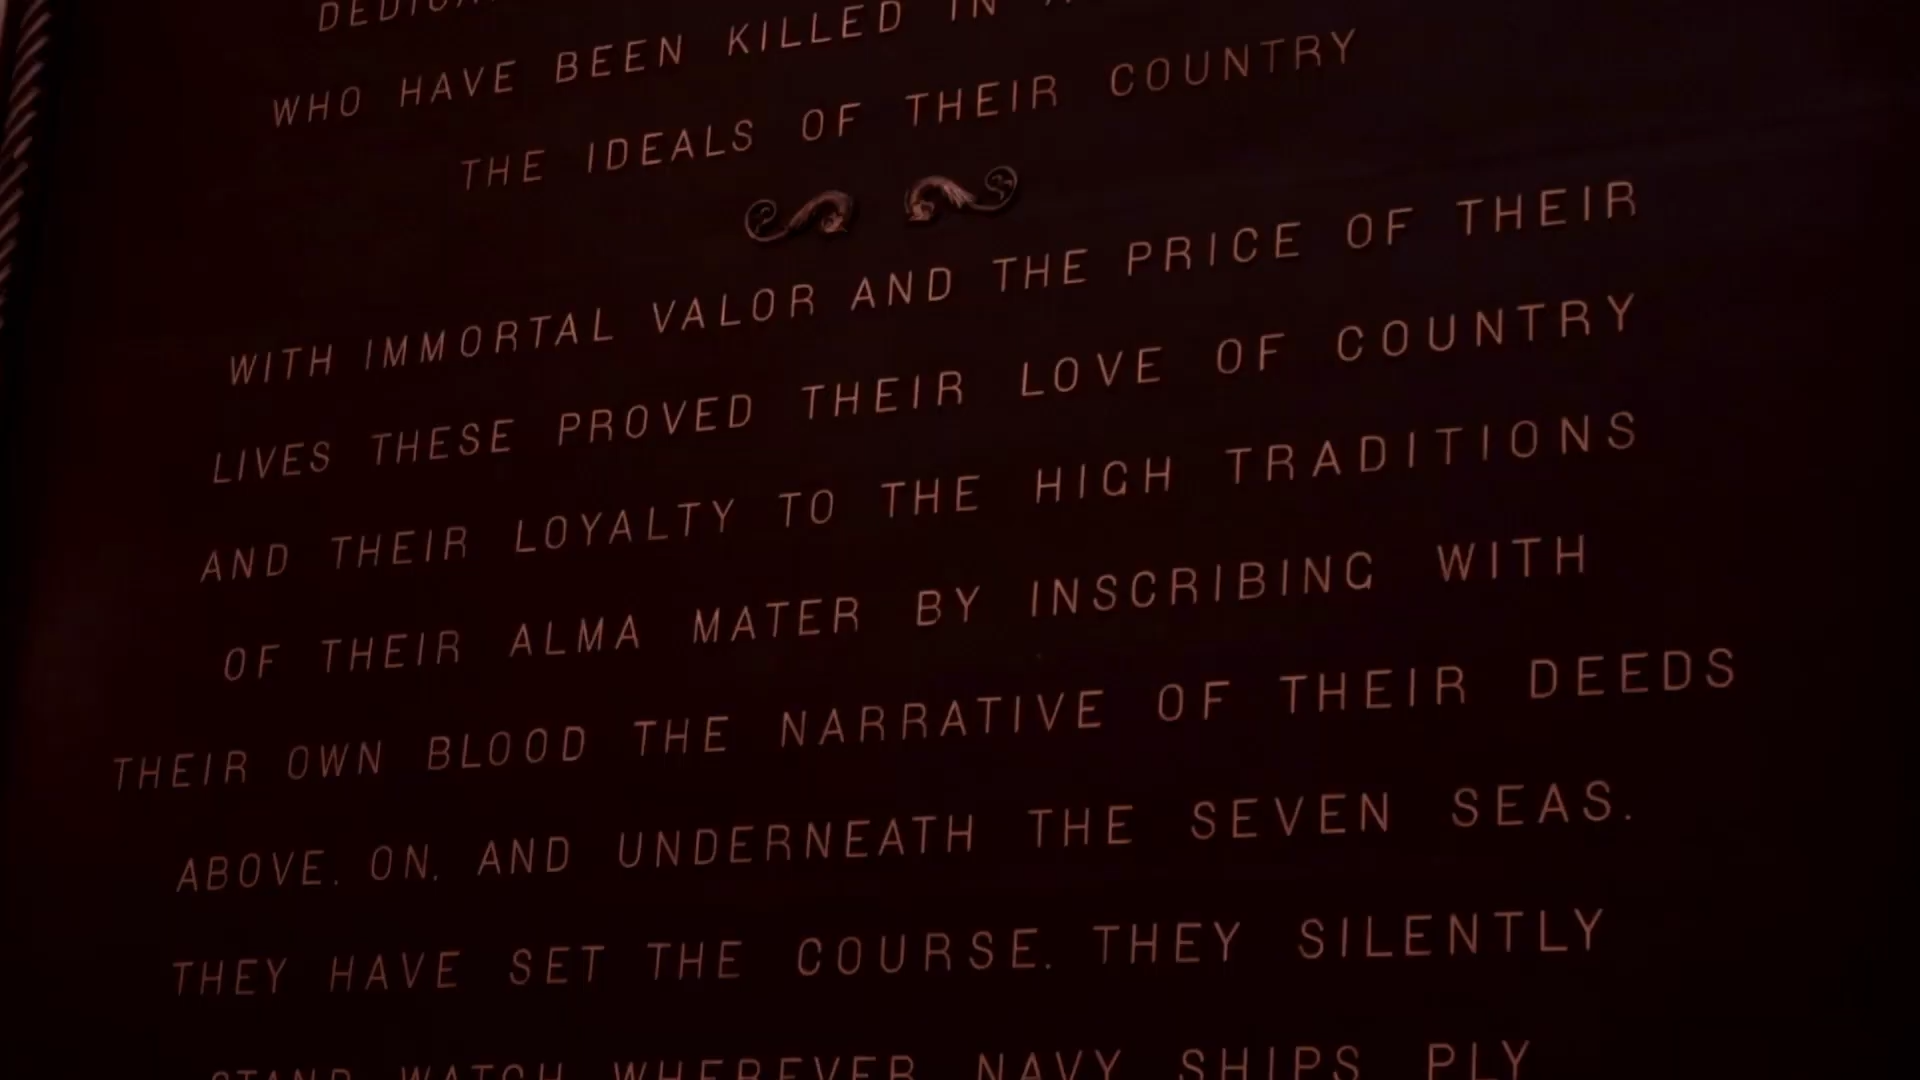 WHO HAVE BEEN KILLED IN
THE IDEALS OF THEIR COUNTRY
WITH IMMORTAL VALOR AND THE PRICE OF THEIR
LIVES THESE PROVED THEIR LOVE OF COUNTRY
AND THEIR LOYALTY TO THE HIGH TRADITIONS
OF THEIR ALMA MATER BY INSCRIBING WITH
THEIR OWN BLOOD THE NARRATIVE OF THEIR DEEDS
ABOVE, ON, AND UNDERNEATH THE SEVEN SEAS.
THEY HAVE SET THE COURSE. THEY SILENTLY
STAND WATCH WHEREVER NAVY SHIPS PLY